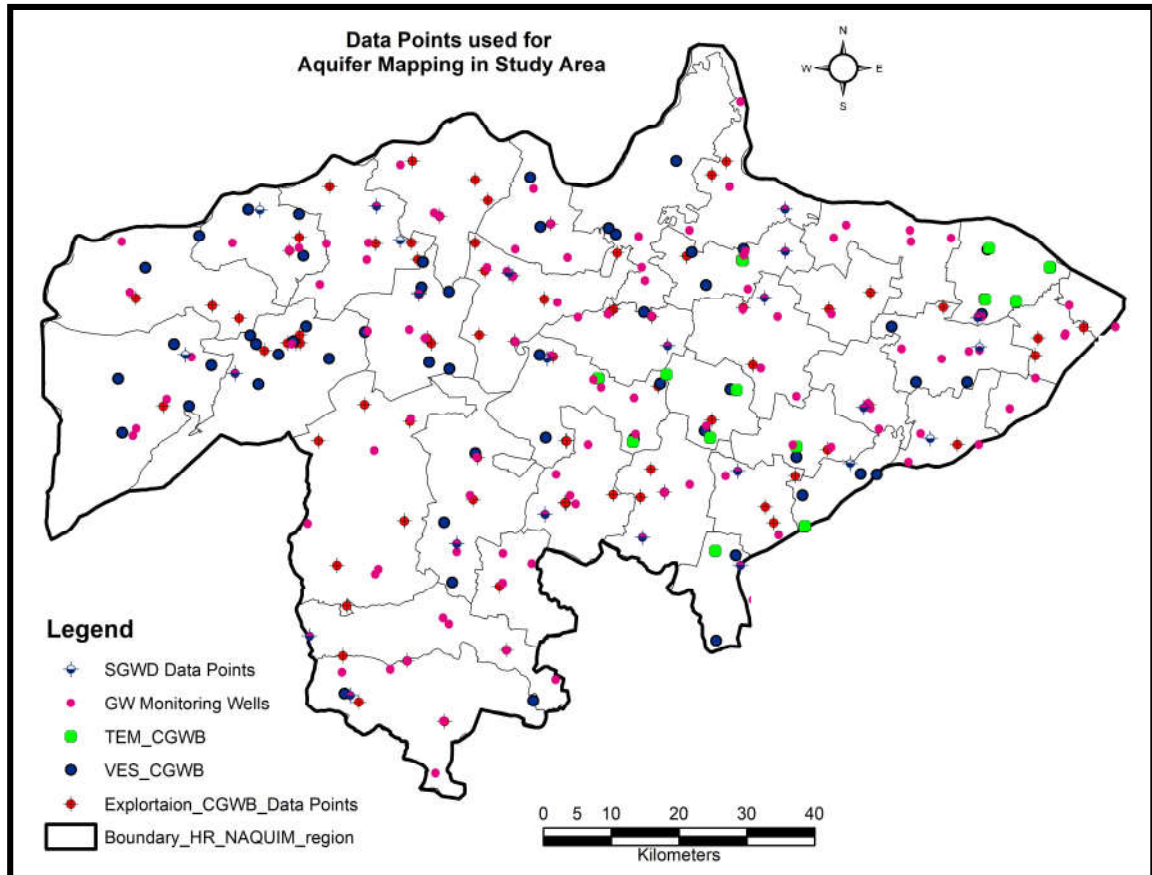 Data Points used for
Aquifer Mapping in Study Area
N
W E
S
Legend
SGWD Data Points
GW Monitoring Wells
TEM_CGWB
VES_CGWB
Explortaion_CGWB_Data Points
Boundary_HR_NAQUIM_region
0 5 10 20 30 40
Kilometers